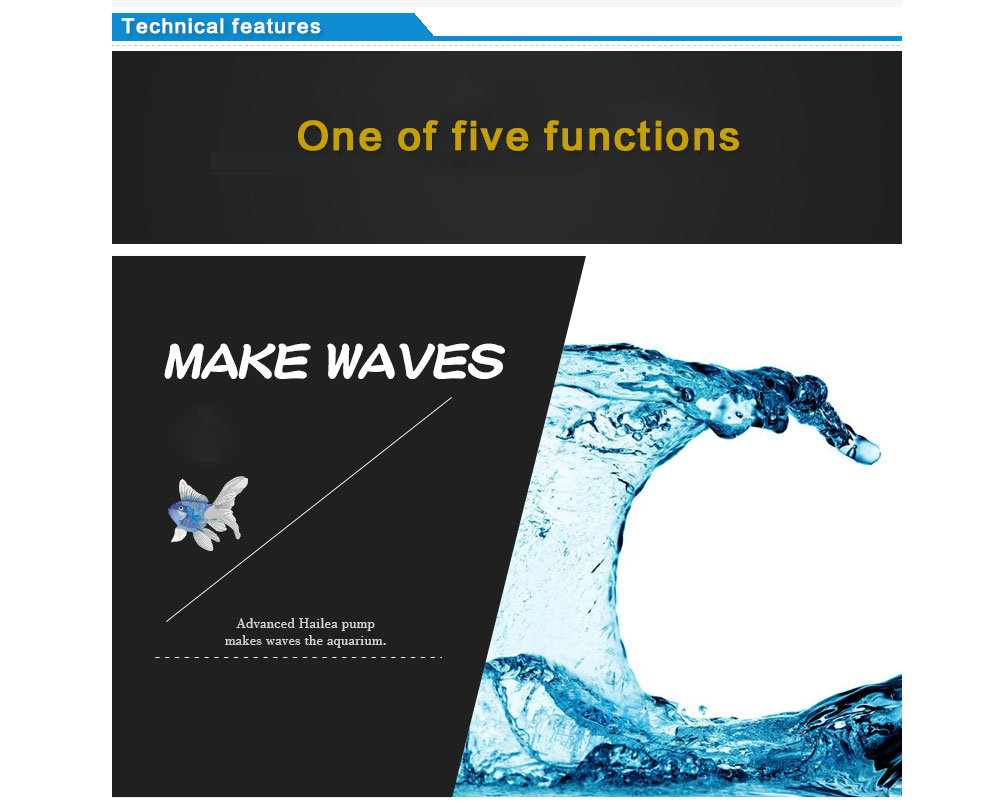 Technical features
One of five functions
MAKE WAVES
Advanced Hailea pump
makes waves the aquarium.